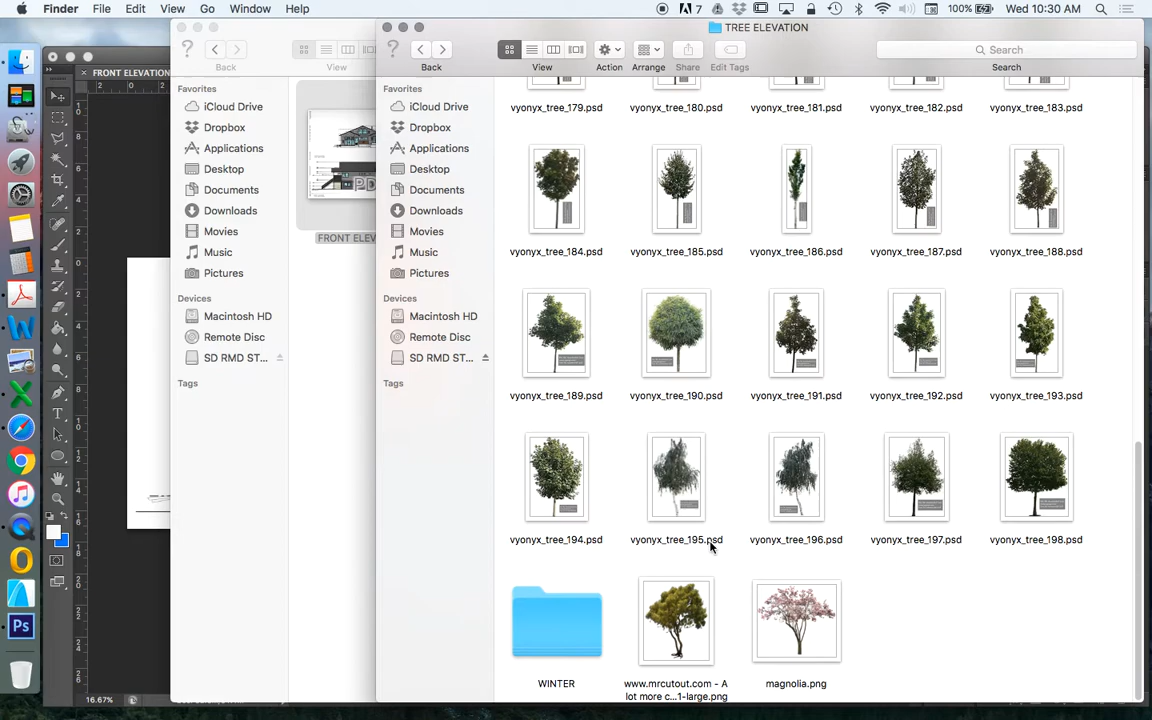 Finder File Edit View Go Window Help
7 100% Wed 10:30 AM
TREE ELEVATION
Back View
Back View Action Arrange Share Edit Tags Search
Search
FRONT ELEVATION
Favorites
iCloud Drive
Dropbox
Applications
Desktop
Documents
Downloads
Movies
Music
Pictures
Devices
Macintosh HD
Remote Disc
SD RMD ST...
Tags
FRONT ELEV
Favorites
iCloud Drive
Dropbox
Applications
Desktop
Documents
Downloads
Movies
Music
Pictures
Devices
Macintosh HD
Remote Disc
SD RMD ST...
Tags
vyonyx_tree_179.psd vyonyx_tree_180.psd vyonyx_tree_181.psd vyonyx_tree_182.psd vyonyx_tree_183.psd
vyonyx_tree_184.psd vyonyx_tree_185.psd vyonyx_tree_186.psd vyonyx_tree_187.psd vyonyx_tree_188.psd
vyonyx_tree_189.psd vyonyx_tree_190.psd vyonyx_tree_191.psd vyonyx_tree_192.psd vyonyx_tree_193.psd
vyonyx_tree_194.psd vyonyx_tree_195.psd vyonyx_tree_196.psd vyonyx_tree_197.psd vyonyx_tree_198.psd
WINTER www.mrcutout.com - A magnolia.png
lot more c...1-large.png
16.67%
Ps